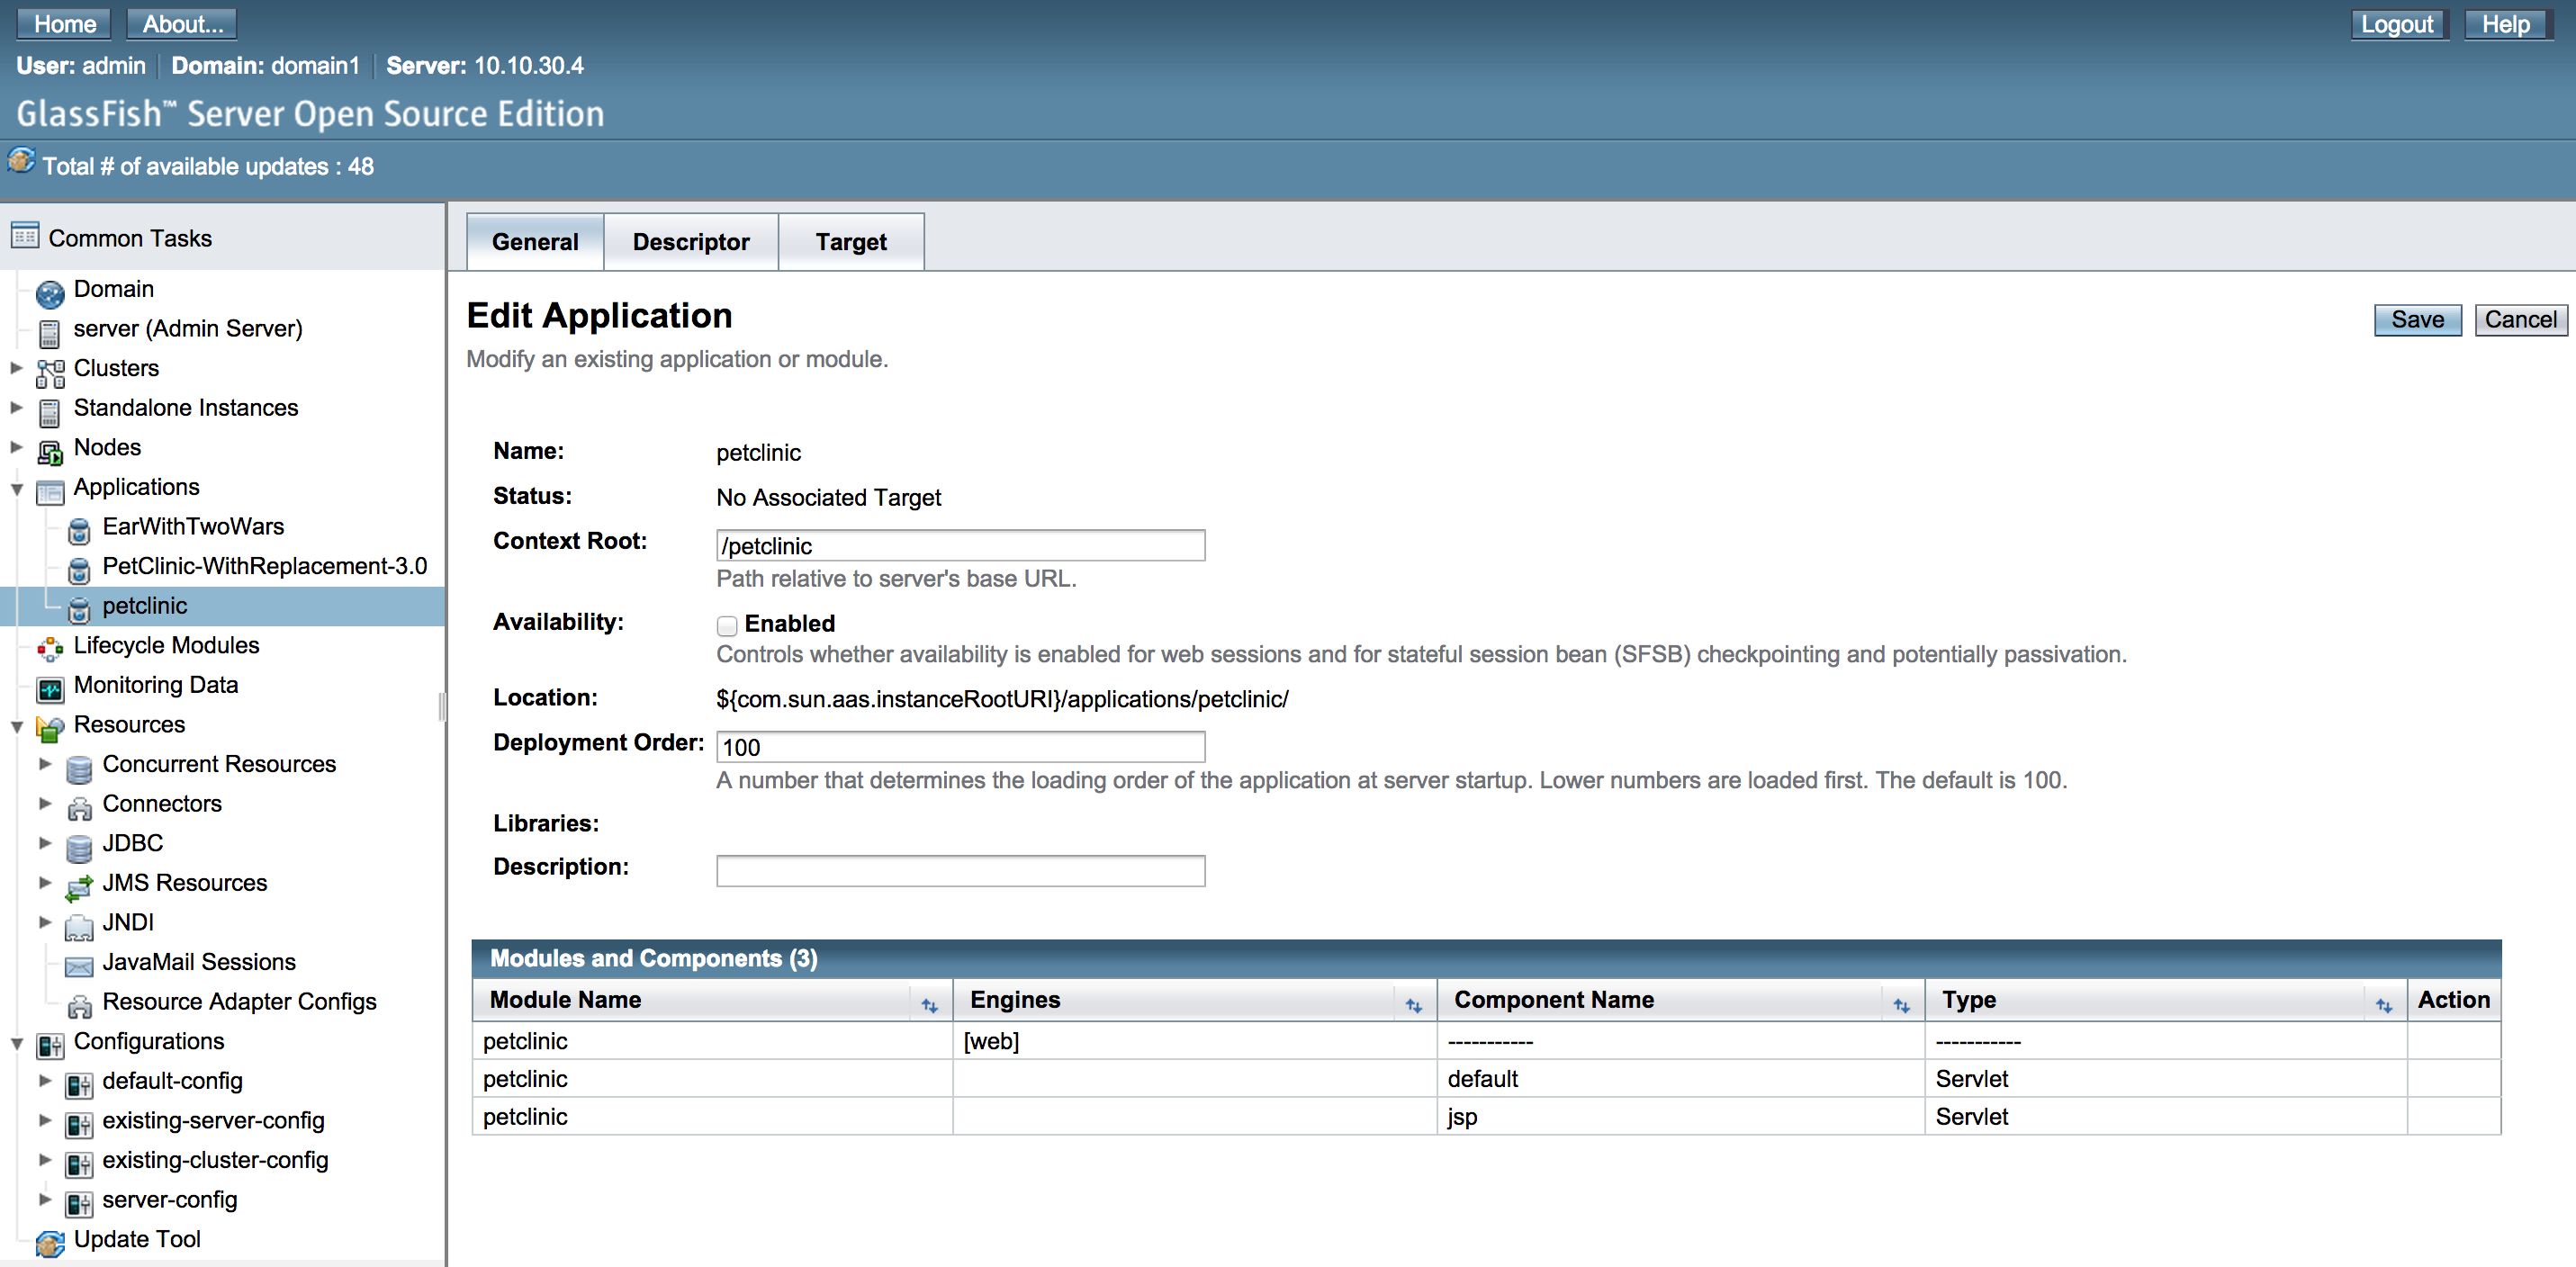 Home About... Logout Help
User: admin Domain: domain1 Server: 10.10.30.4
GlassFish™ Server Open Source Edition
Total # of available updates : 48
Common Tasks
Domain
server (Admin Server)
Clusters
Standalone Instances
Nodes
Applications
EarWithTwoWars
PetClinic-WithReplacement-3.0
petclinic
Lifecycle Modules
Monitoring Data
Resources
Concurrent Resources
Connectors
JDBC
JMS Resources
JNDI
JavaMail Sessions
Resource Adapter Configs
Configurations
default-config
existing-server-config
existing-cluster-config
server-config
Update Tool
General Descriptor Target
Edit Application
Save Cancel
Modify an existing application or module.
Name: petclinic
Status: No Associated Target
Context Root: /petclinic
Path relative to server's base URL.
Availability: Enabled
Controls whether availability is enabled for web sessions and for stateful session bean (SFSB) checkpointing and potentially passivation.
Location: ${com.sun.aas.instanceRootURI}/applications/petclinic/
Deployment Order: 100
A number that determines the loading order of the application at server startup. Lower numbers are loaded first. The default is 100.
Libraries:
Description:
Modules and Components (3)
Module Name Engines Component Name Type Action
petclinic [web] ----------- -----------
petclinic default Servlet
petclinic jsp Servlet